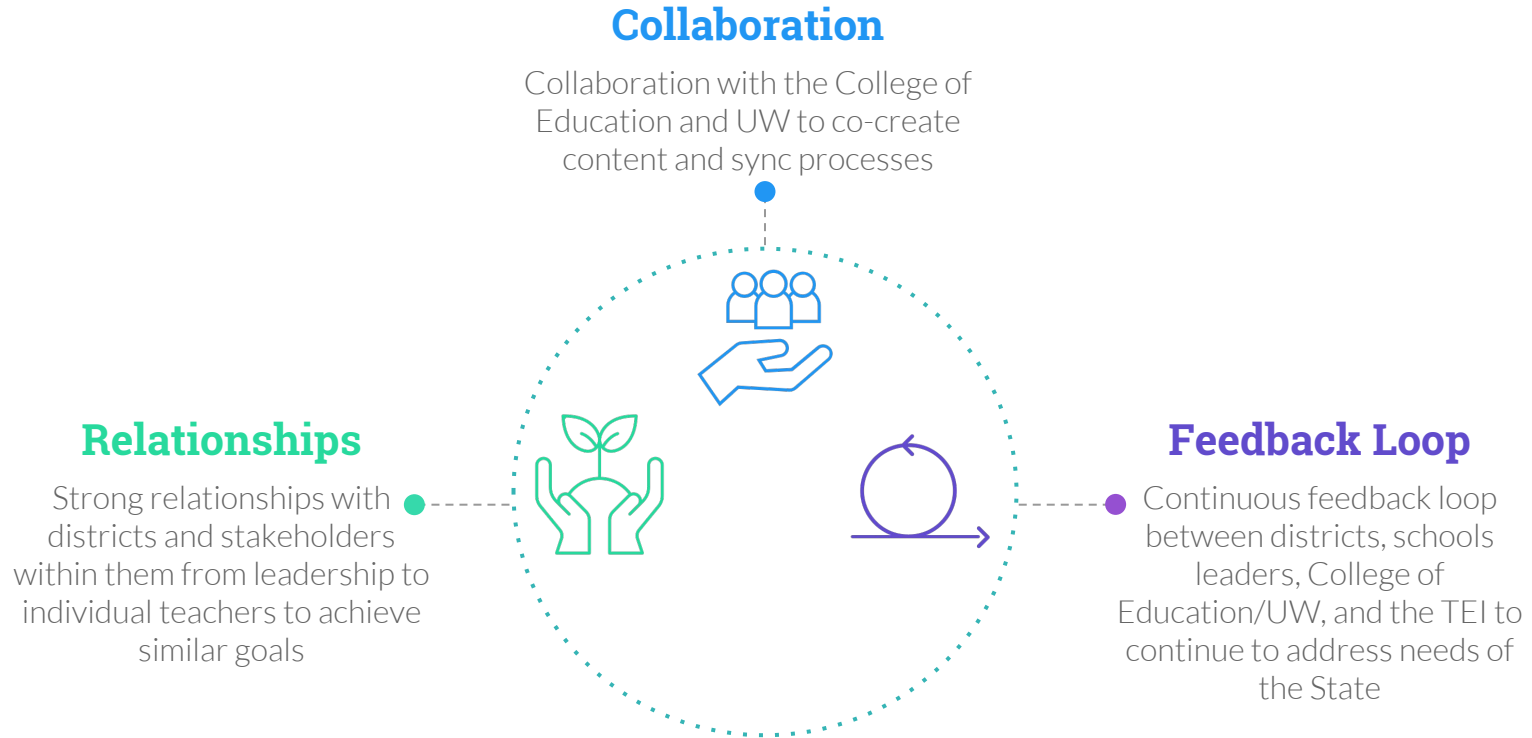 Collaboration
Collaboration with the College of
Education and UW to co-create
content and sync processes
Relationships
Strong relationships with
districts and stakeholders
within them from leadership to
individual teachers to achieve
similar goals
Feedback Loop
Continuous feedback loop
between districts, schools
leaders, College of
Education/UW, and the TEI to
continue to address needs of
the State